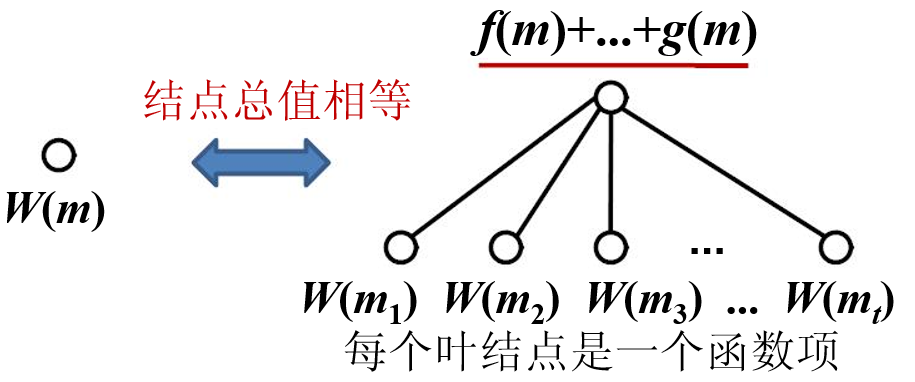 f(m)+...+g(m)
结点总值相等
W(m)
...
W(m₁) W(m₂) W(m₃) ... W(mₜ)
每个叶结点是一个函数项